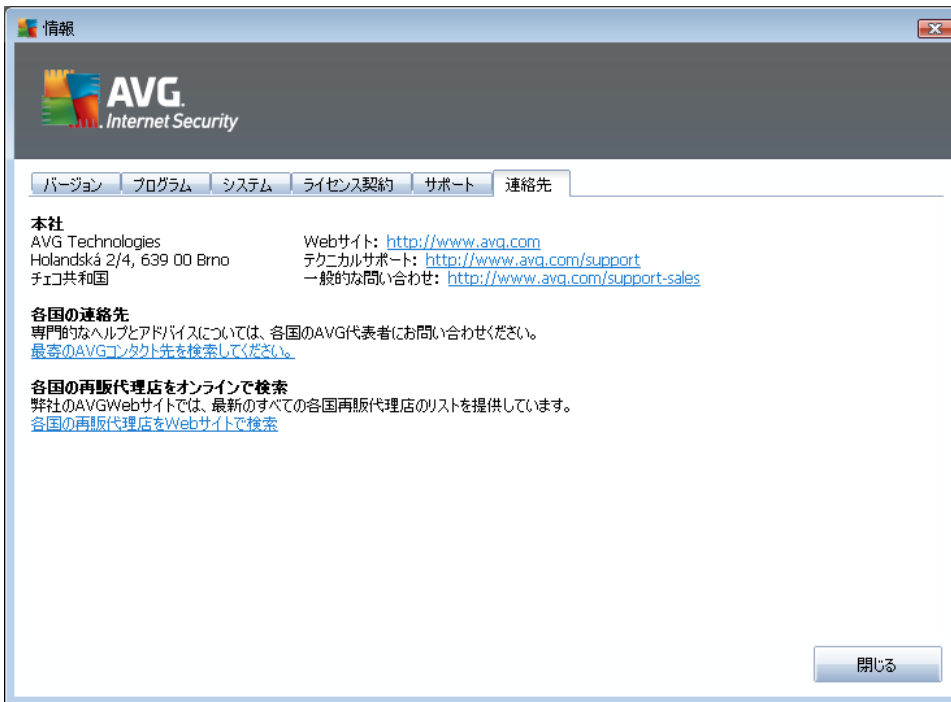 情報
AVG.
Internet Security
バージョン プログラム システム ライセンス契約 サポート 連絡先
本社
AVG Technologies Webサイト: http://www.avg.com
Holandská 2/4, 639 00 Brno テクニカルサポート: http://www.avg.com/support
チェコ共和国 一般的な問い合わせ: http://www.avg.com/support-sales
各国の連絡先
専門的なヘルプとアドバイスについては、各国のAVG代表者にお問い合わせください。
最寄のAVGコンタクト先を検索してください。
各国の再販代理店をオンラインで検索
弊社のAVGWebサイトでは、最新のすべての各国再販代理店のリストを提供しています。
各国の再販代理店をWebサイトで検索
閉じる